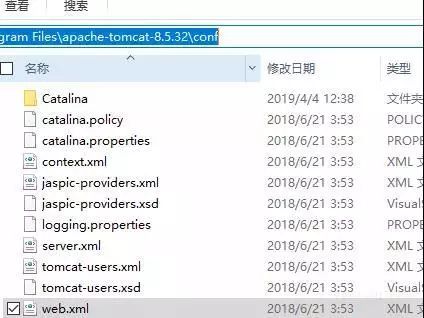 查看 搜索
gram Files\apache-tomcat-8.5.32\conf
名称 修改日期 类型
Catalina 2019/4/4 12:38 文件夹
catalina.policy 2018/6/21 3:53 POLIC
catalina.properties 2018/6/21 3:53 PROPE
context.xml 2018/6/21 3:53 XML 文
jaspic-providers.xml 2018/6/21 3:53 XML 文
jaspic-providers.xsd 2018/6/21 3:53 VisualS
logging.properties 2018/6/21 3:53 PROPE
server.xml 2018/6/21 3:53 XML 文
tomcat-users.xml 2018/6/21 3:53 XML 文
tomcat-users.xsd 2018/6/21 3:53 VisualS
web.xml 2018/6/21 3:53 XML 文